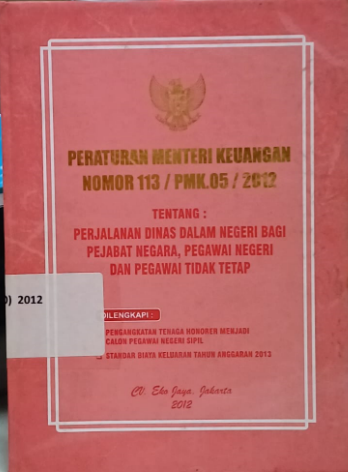 PERATURAN MENTERI KEUANGAN
NOMOR 113 / PMK.05 / 2012
TENTANG :
PERJALANAN DINAS DALAM NEGERI BAGI
PEJABAT NEGARA, PEGAWAI NEGERI
DAN PEGAWAI TIDAK TETAP
) 2012
DILENGKAPI :
PENGANGKATAN TENAGA HONORER MENJADI
CALON PEGAWAI NEGERI SIPIL
STANDAR BIAYA KELUARAN TAHUN ANGGARAN 2013
CV. Eko Jaya, Jakarta
2012